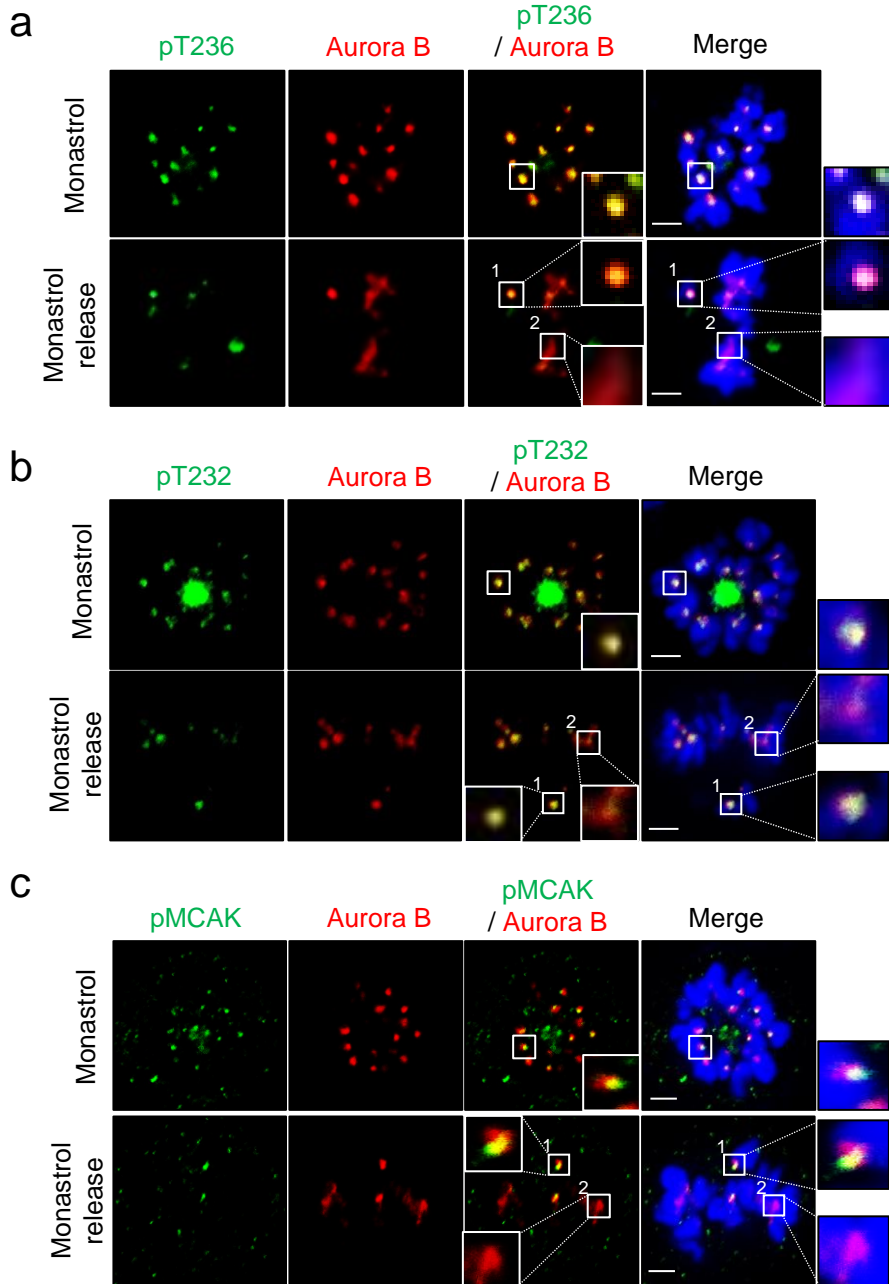 a
pT236
Aurora B
pT236
/ Aurora B
Merge
Monastrol
Monastrol
release
1
2
1
2
b
pT232
Aurora B
pT232
/ Aurora B
Merge
Monastrol
Monastrol
release
2
1
2
1
c
pMCAK
Aurora B
pMCAK
/ Aurora B
Merge
Monastrol
Monastrol
release
1
2
1
2